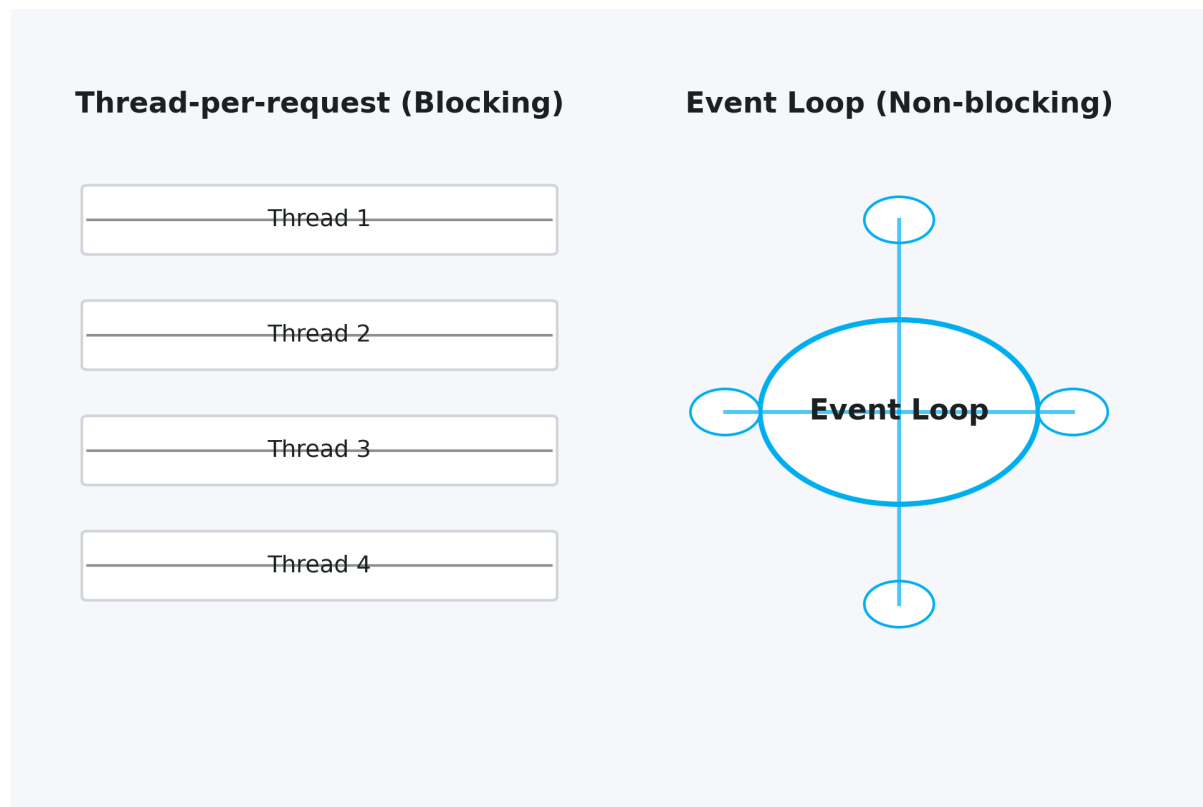 Thread-per-request (Blocking)
Event Loop (Non-blocking)
Thread 1
Thread 2
Thread 3
Thread 4
Event Loop